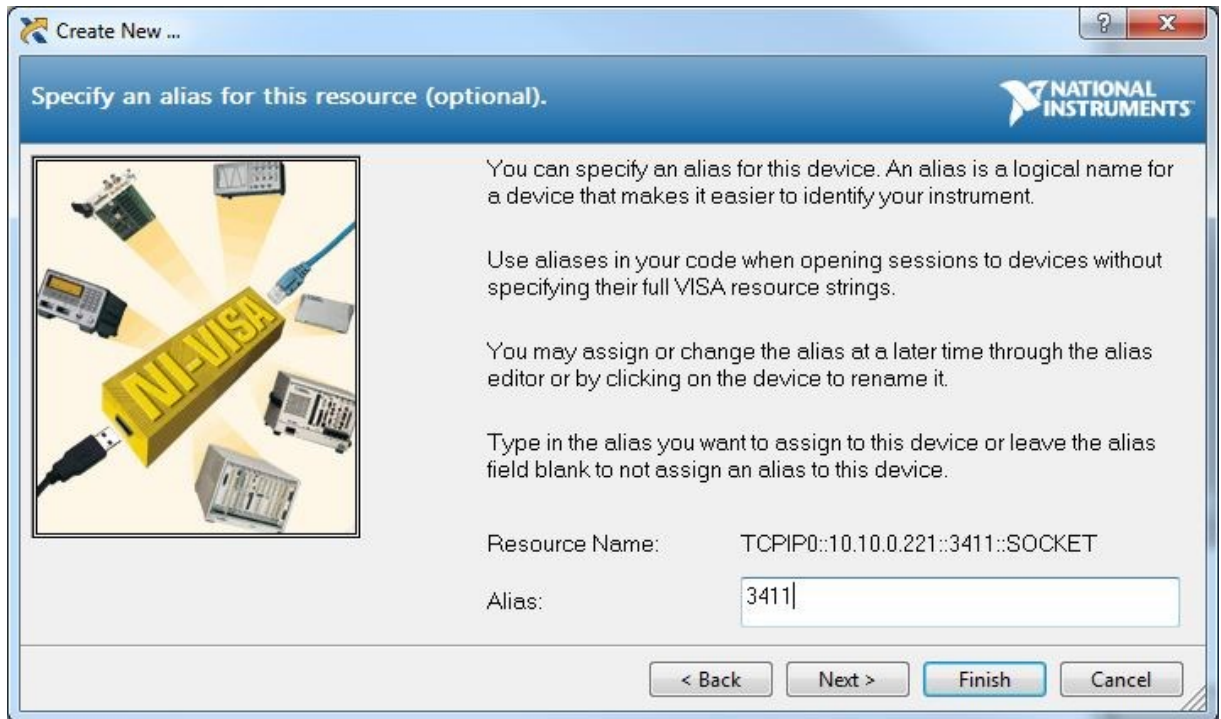 Create New ...
Specify an alias for this resource (optional).
NATIONAL
INSTRUMENTS
You can specify an alias for this device. An alias is a logical name for
a device that makes it easier to identify your instrument.
Use aliases in your code when opening sessions to devices without
specifying their full VISA resource strings.
You may assign or change the alias at a later time through the alias
editor or by clicking on the device to rename it.
Type in the alias you want to assign to this device or leave the alias
field blank to not assign an alias to this device.
NI-VISA
Resource Name: TCPIP0::10.10.0.221::3411::SOCKET
Alias: 3411
< Back Next > Finish Cancel